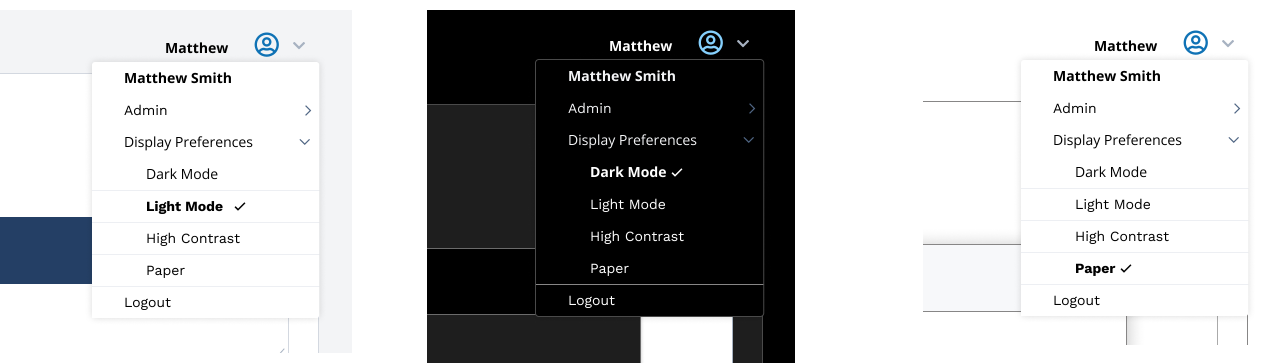 Matthew
Matthew Smith
Admin
Display Preferences
Dark Mode
Light Mode
High Contrast
Paper
Logout
Matthew
Matthew Smith
Admin
Display Preferences
Dark Mode
Light Mode
High Contrast
Paper
Logout
Matthew
Matthew Smith
Admin
Display Preferences
Dark Mode
Light Mode
High Contrast
Paper
Logout